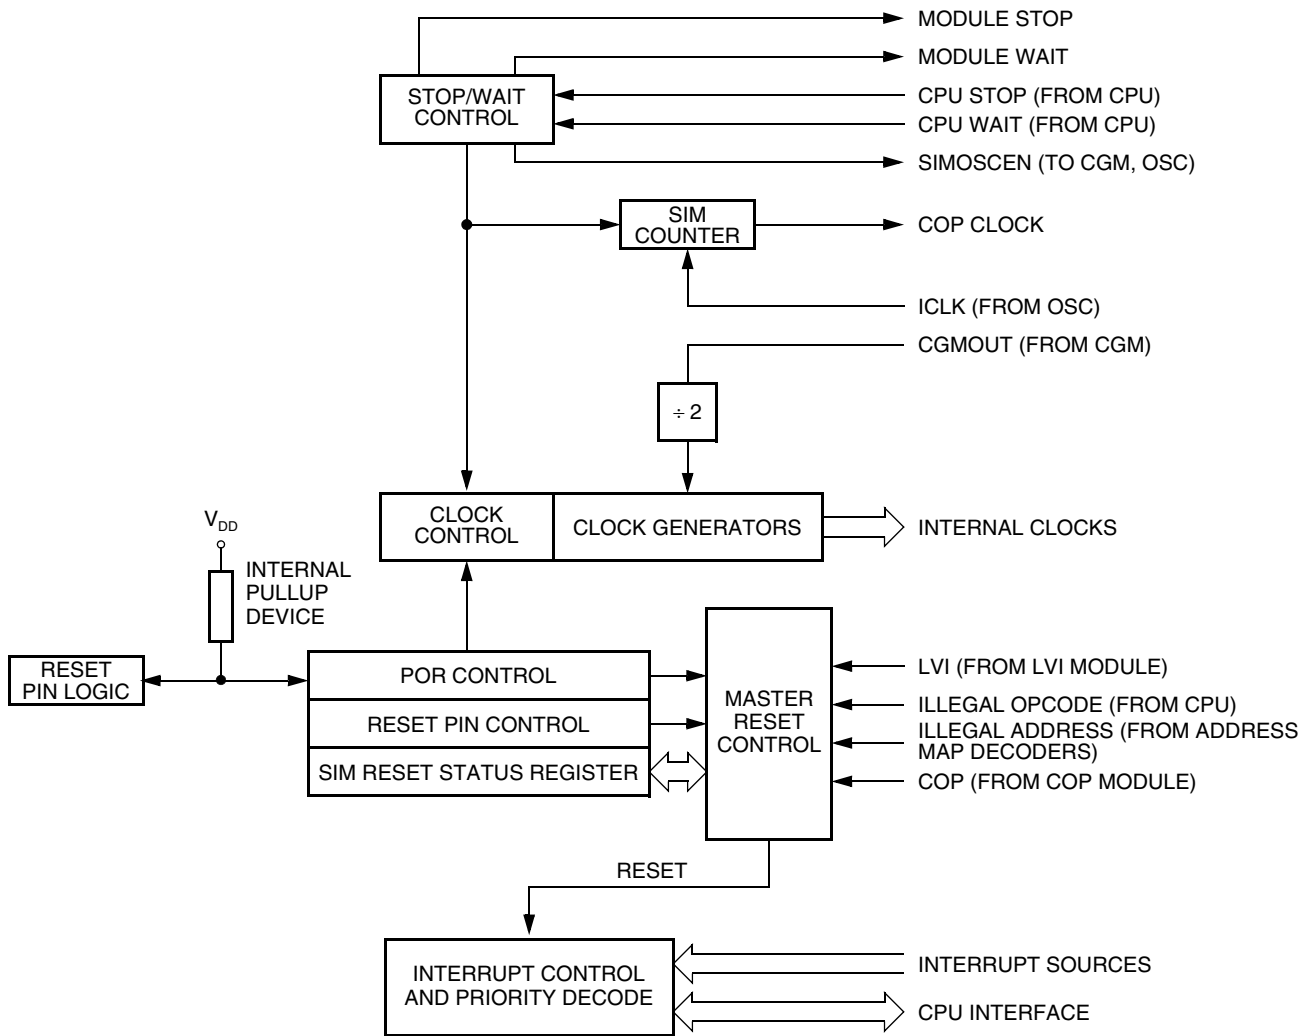 MODULE STOP
MODULE WAIT
STOP/WAIT
CONTROL
CPU STOP (FROM CPU)
CPU WAIT (FROM CPU)
SIMOSCEN (TO CGM, OSC)
SIM
COUNTER
COP CLOCK
ICLK (FROM OSC)
CGMOUT (FROM CGM)
÷ 2
CLOCK
CONTROL
CLOCK GENERATORS
INTERNAL CLOCKS
VDD
INTERNAL
PULLUP
DEVICE
RESET
PIN LOGIC
POR CONTROL
RESET PIN CONTROL
SIM RESET STATUS REGISTER
MASTER
RESET
CONTROL
LVI (FROM LVI MODULE)
ILLEGAL OPCODE (FROM CPU)
ILLEGAL ADDRESS (FROM ADDRESS
MAP DECODERS)
COP (FROM COP MODULE)
RESET
INTERRUPT CONTROL
AND PRIORITY DECODE
INTERRUPT SOURCES
CPU INTERFACE